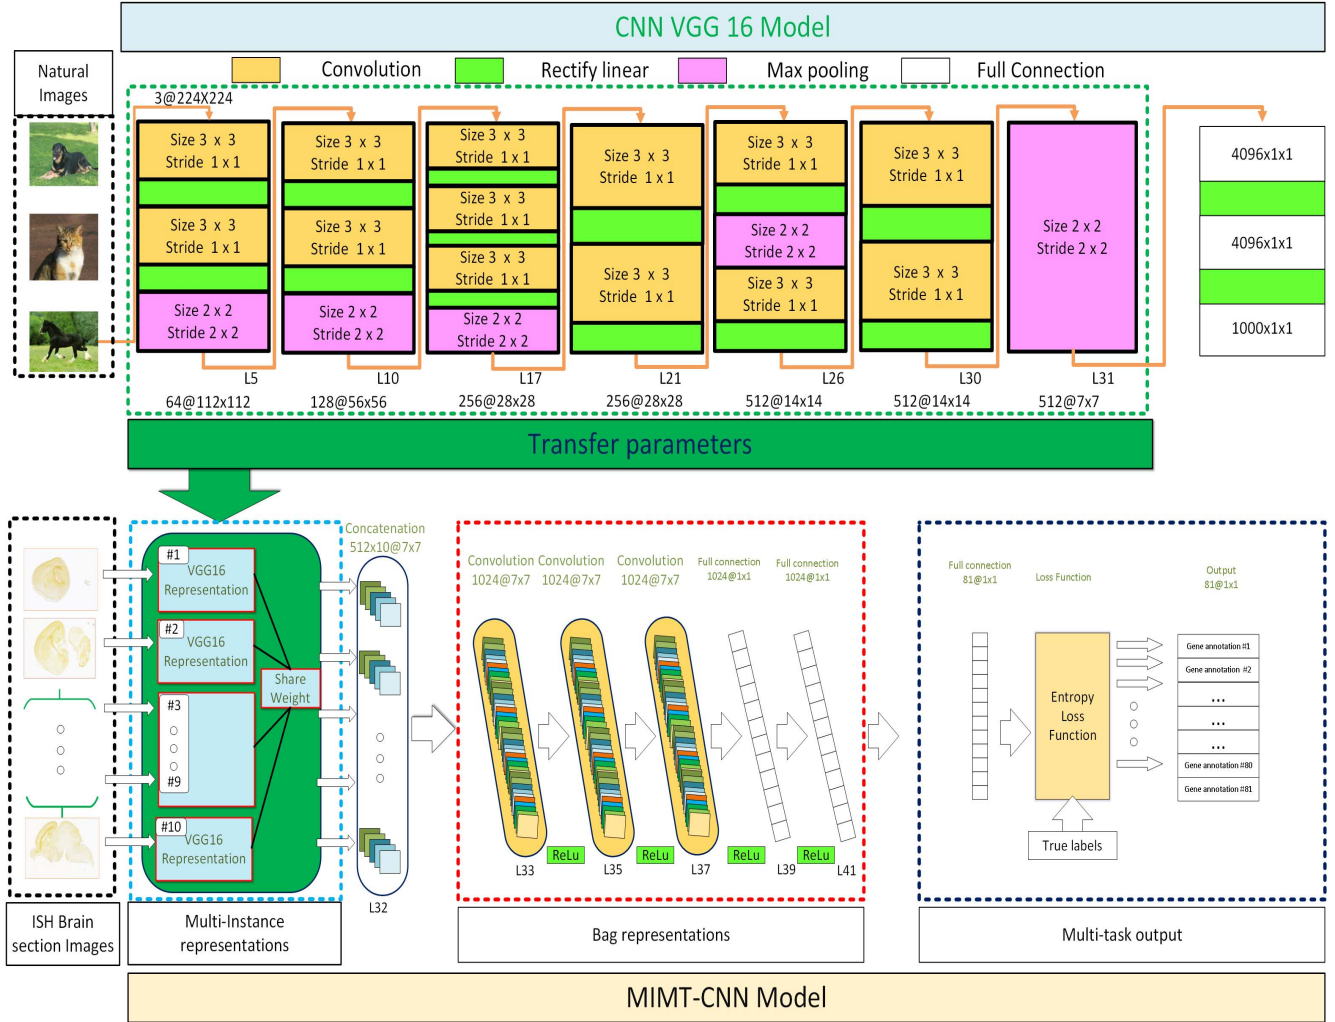 CNN VGG 16 Model
Natural
Images
Convolution
Rectify linear
Max pooling
Full Connection
3@224X224
Size 3 x 3
Stride 1 x 1
Size 3 x 3
Stride 1 x 1
Size 2 x 2
Stride 2 x 2
L5
64@112x112
Size 3 x 3
Stride 1 x 1
Size 3 x 3
Stride 1 x 1
Size 2 x 2
Stride 2 x 2
L10
128@56x56
Size 3 x 3
Stride 1 x 1
Size 3 x 3
Stride 1 x 1
Size 3 x 3
Stride 1 x 1
Size 2 x 2
Stride 2 x 2
L17
256@28x28
Size 3 x 3
Stride 1 x 1
Size 3 x 3
Stride 1 x 1
L21
256@28x28
Size 3 x 3
Stride 1 x 1
Size 2 x 2
Stride 2 x 2
Size 3 x 3
Stride 1 x 1
L26
512@14x14
Size 3 x 3
Stride 1 x 1
Size 3 x 3
Stride 1 x 1
L30
512@14x14
Size 2 x 2
Stride 2 x 2
L31
512@7x7
4096x1x1
4096x1x1
1000x1x1
Transfer parameters
#1
VGG16
Representation
#2
VGG16
Representation
#3
#9
#10
VGG16
Representation
Share
Weight
Concatenation
512x10@7x7
L32
Convolution
1024@7x7
Convolution
1024@7x7
Convolution
1024@7x7
Full connection
1024@1x1
Full connection
1024@1x1
L33
ReLu
L35
ReLu
L37
ReLu
L39
ReLu
L41
Full connection
81@1x1
Loss Function
Output
81@1x1
Entropy
Loss
Function
True labels
Gene annotation #1
Gene annotation #2
...
...
...
Gene annotation #80
Gene annotation #81
ISH Brain
section Images
Multi-Instance
representations
Bag representations
Multi-task output
MIMT-CNN Model